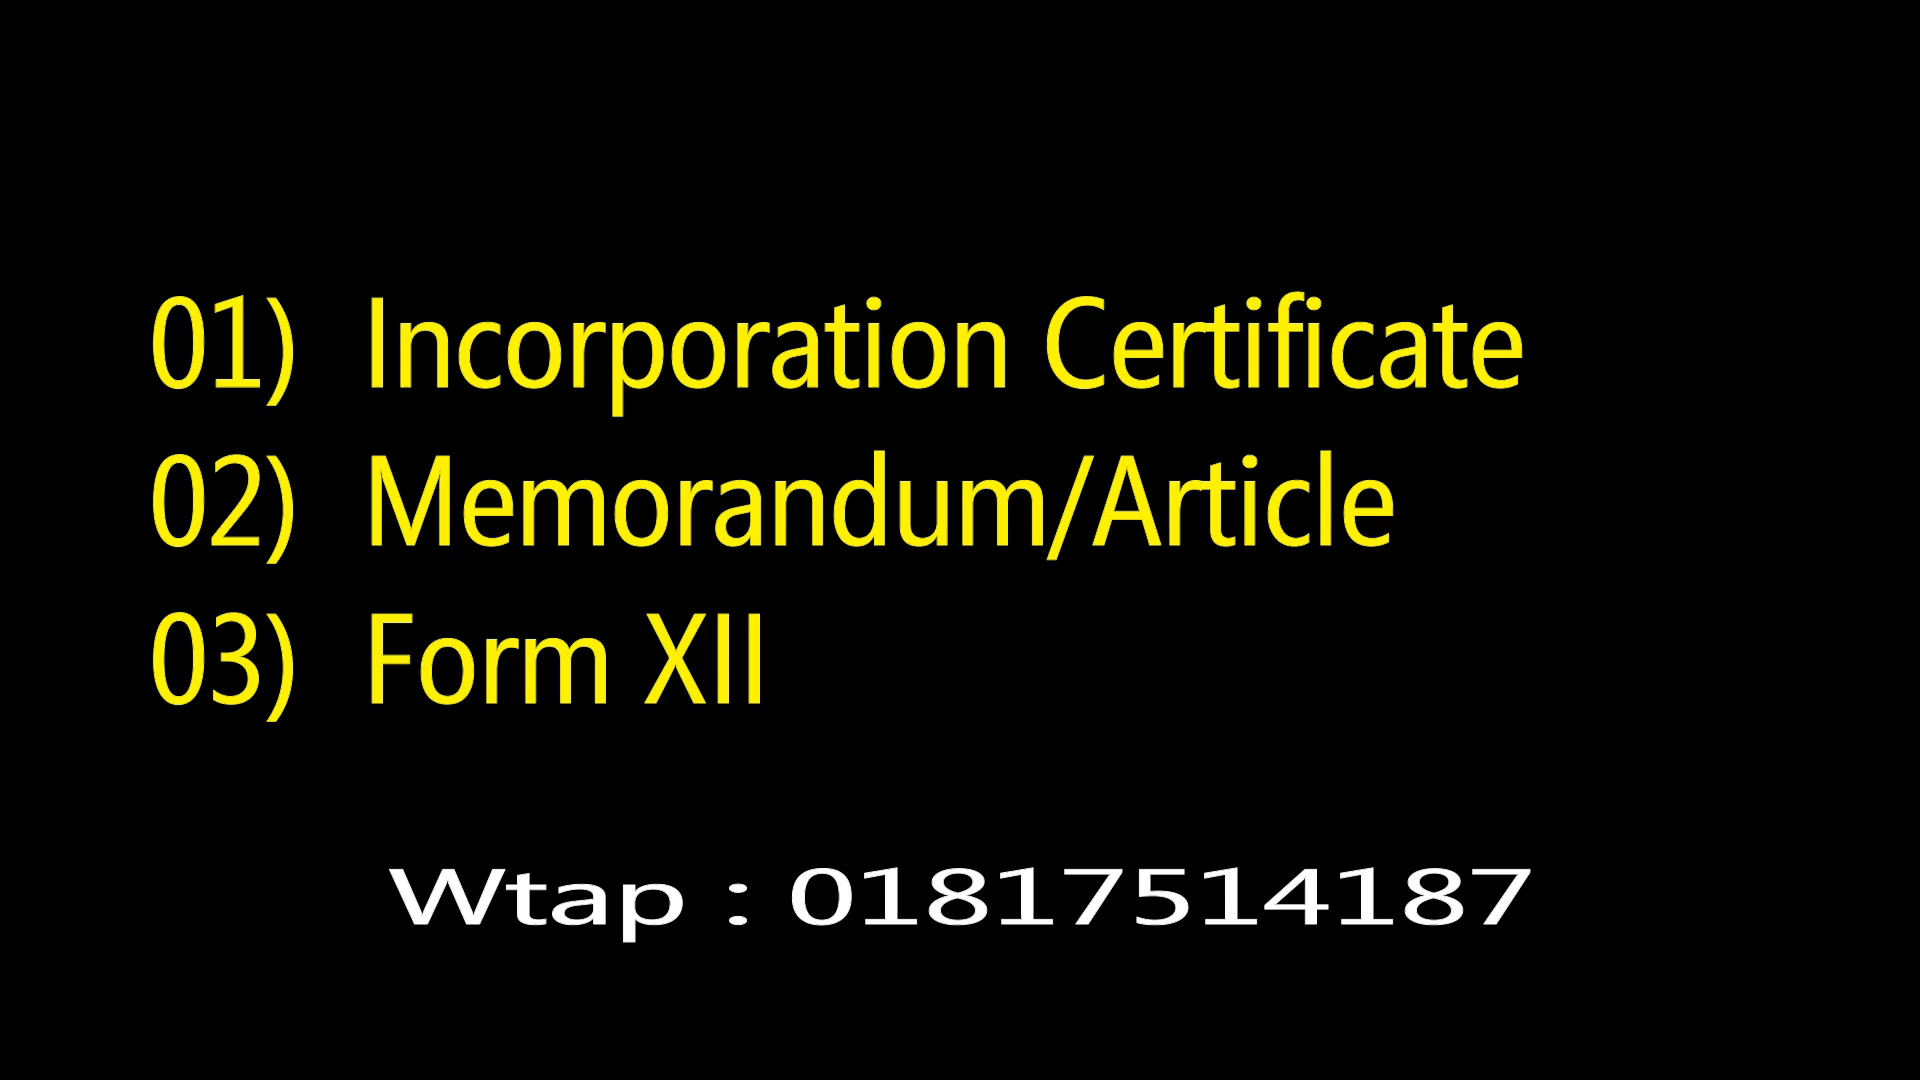 01) Incorporation Certificate
02) Memorandum/Article
03) Form XII
Wtap : 01817514187